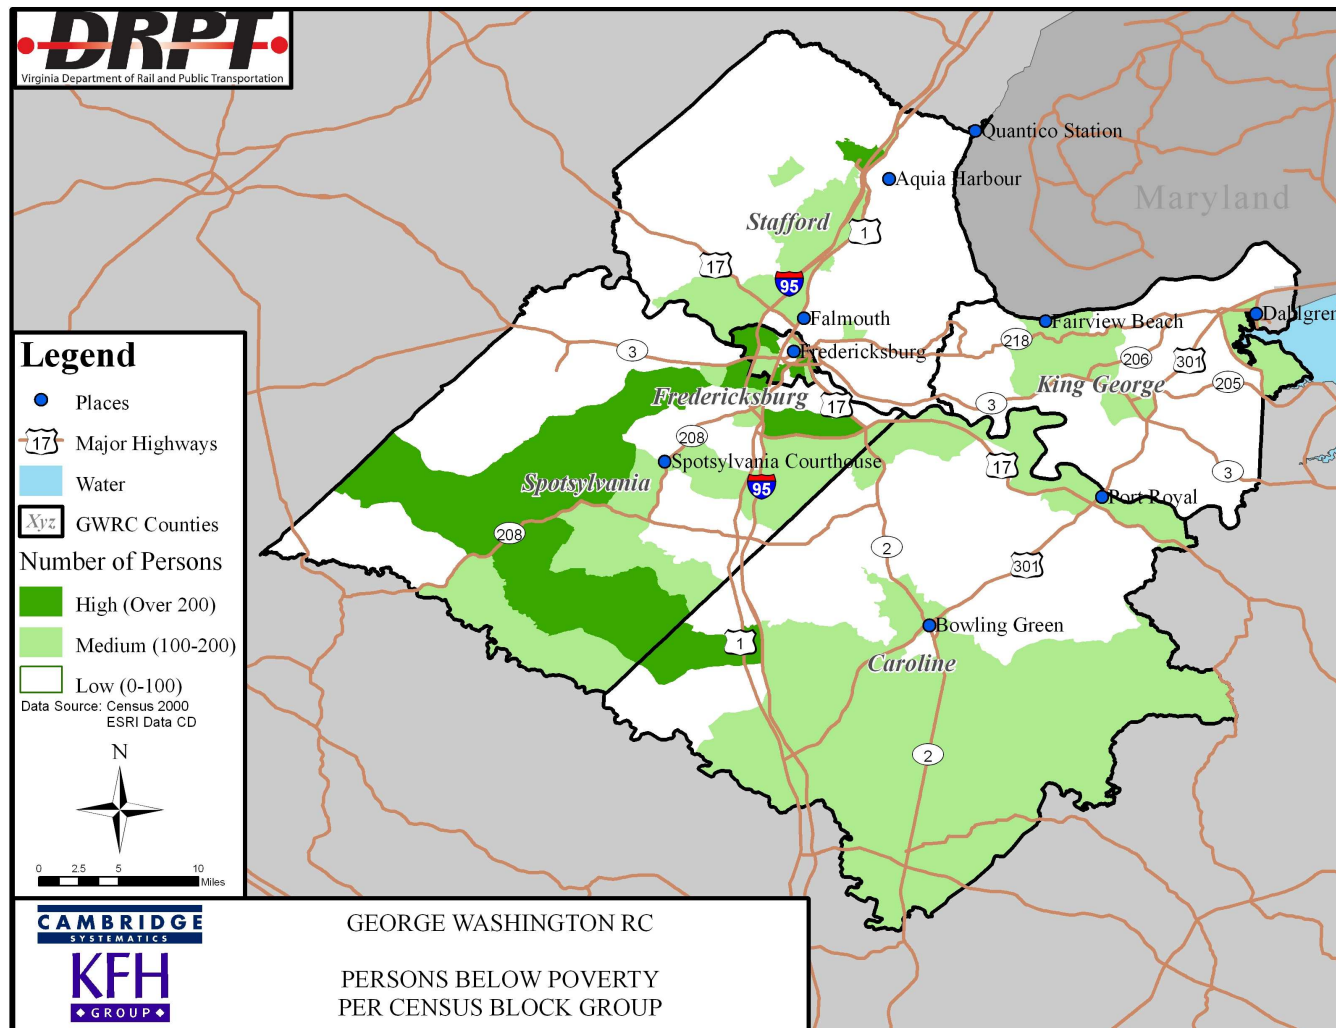 DRPT
Virginia Department of Rail and Public Transportation
Quantico Station
Aquia Harbour
Maryland
Stafford
1
17
95
Falmouth
Fairview Beach
Dahlgren
218
206
301
3
Fredericksburg
King George
205
Fredericksburg
17
3
208
Spotsylvania Courthouse
17
3
Spotsylvania
95
Port Royal
208
2
301
1
Bowling Green
Caroline
2
Legend
Places
17 Major Highways
Water
Xyz GWRC Counties
Number of Persons
High (Over 200)
Medium (100-200)
Low (0-100)
Data Source: Census 2000
ESRI Data CD
N
0 2.5 5 10
Miles
CAMBRIDGE
SYSTEMATICS
KFH
GROUP
GEORGE WASHINGTON RC
PERSONS BELOW POVERTY
PER CENSUS BLOCK GROUP